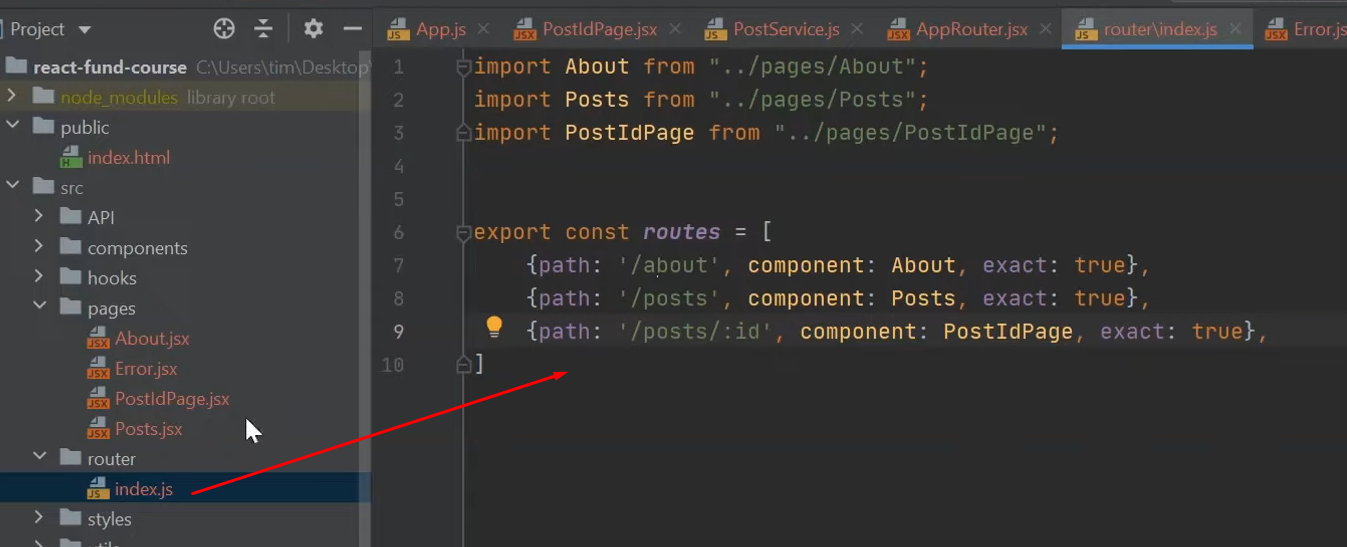 Project
App.js
PostIdPage.jsx
PostService.js
AppRouter.jsx
router\index.js
Error.js
react-fund-course C:\Users\tim\Desktop\
node_modules library root
public
index.html
src
API
components
hooks
pages
About.jsx
Error.jsx
PostIdPage.jsx
Posts.jsx
router
index.js
styles
1 import About from "../pages/About";
2 import Posts from "../pages/Posts";
3 import PostIdPage from "../pages/PostIdPage";
4
5
6 export const routes = [
7 {path: '/about', component: About, exact: true},
8 {path: '/posts', component: Posts, exact: true},
9 {path: '/posts/:id', component: PostIdPage, exact: true},
10 ]